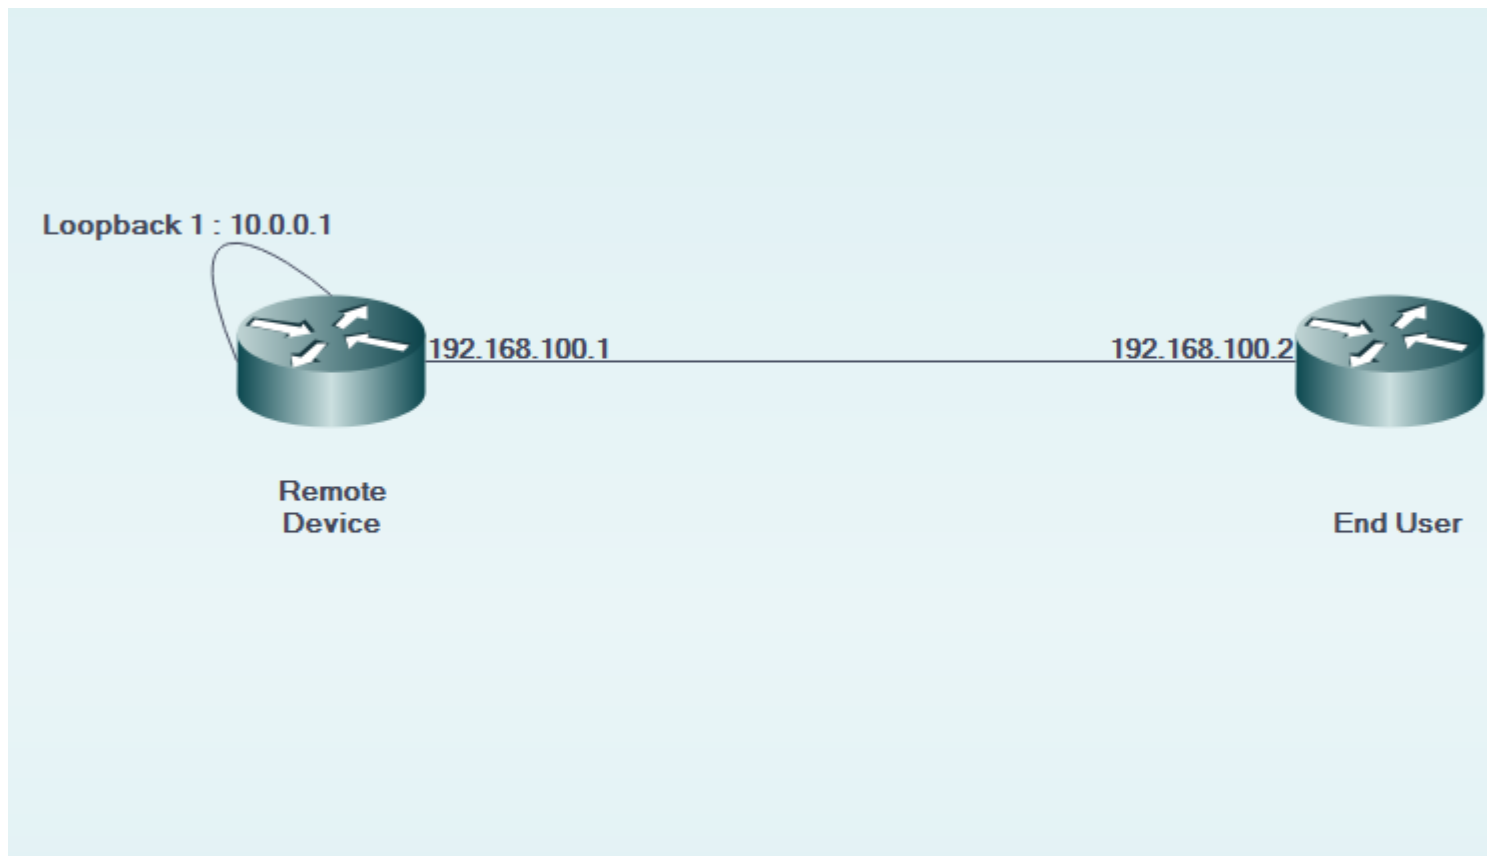 Loopback 1 : 10.0.0.1
192.168.100.1
192.168.100.2
Remote
Device
End User